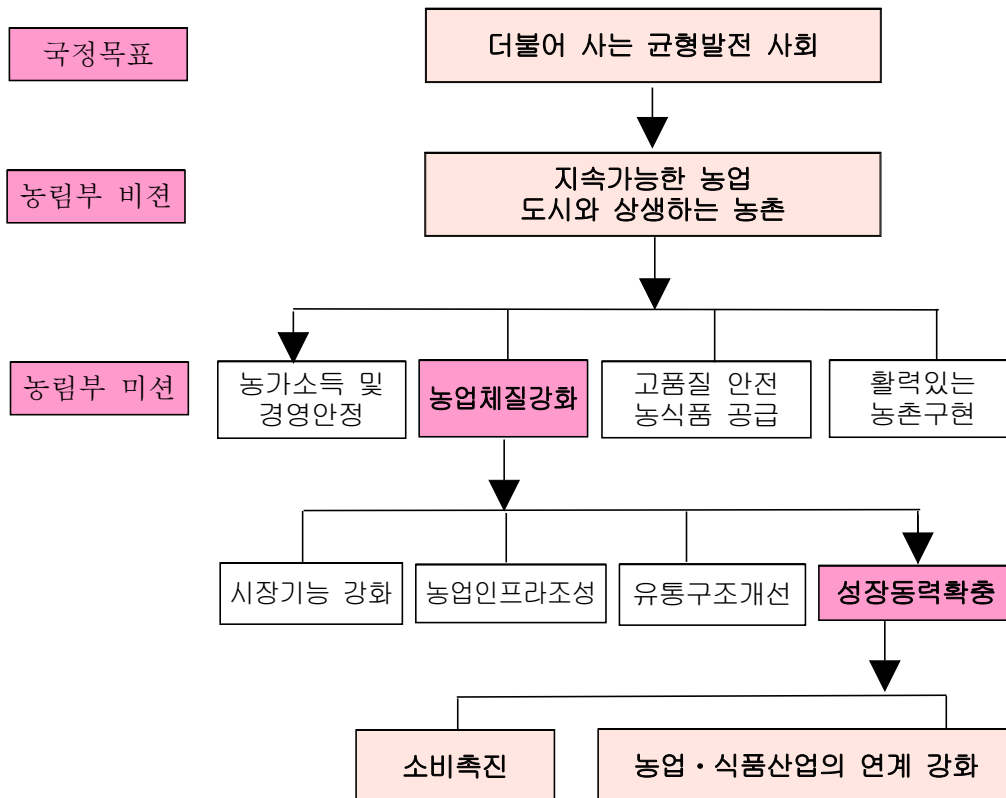 국정목표
더불어 사는 균형발전 사회
농림부 비젼
지속가능한 농업
도시와 상생하는 농촌
농림부 미션
농가소득 및
경영안정
농업체질강화
고품질 안전
농식품 공급
활력있는
농촌구현
시장기능 강화
농업인프라조성
유통구조개선
성장동력확충
소비촉진
농업·식품산업의 연계 강화